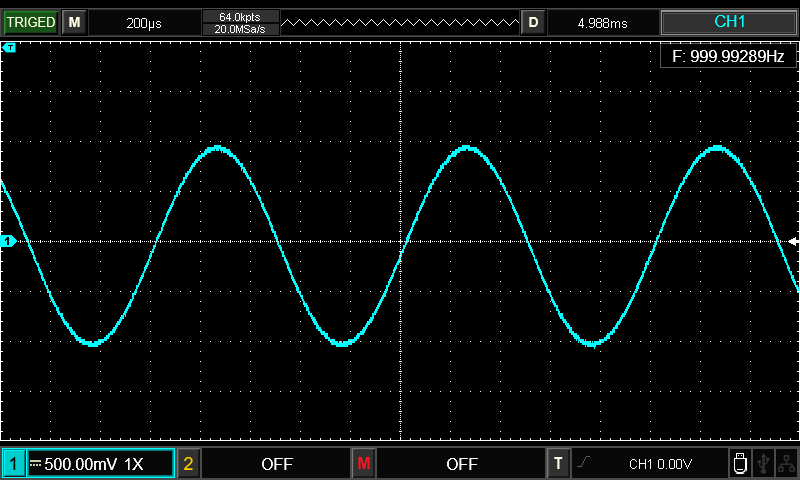 TRIGED M 200μs 64.0kpts D 4.988ms CH1
20.0MSa/s
T
F: 999.99289Hz
1
1 500.00mV 1X 2 OFF M OFF T CH1 0.00V